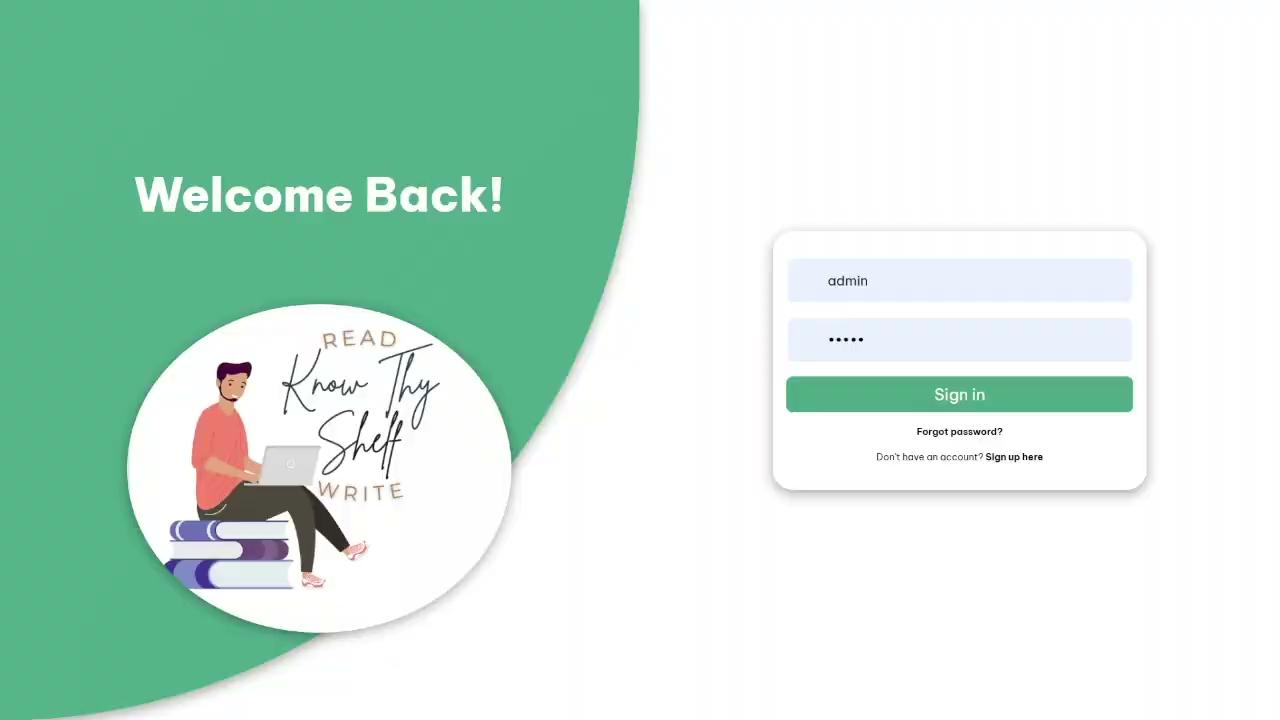 Welcome Back!
READ
Know Thy
Shelf
WRITE
admin
•••••
Sign in
Forgot password?
Don't have an account? Sign up here